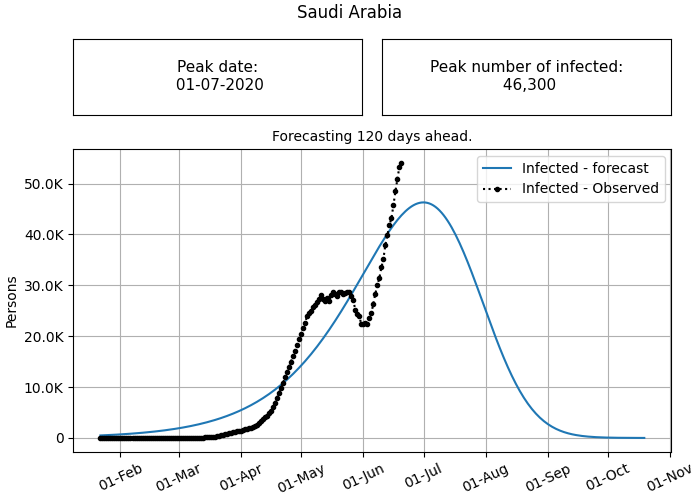 Saudi Arabia
Peak date:
01-07-2020
Peak number of infected:
46,300
Forecasting 120 days ahead.
Infected - forecast
Infected - Observed
Persons
50.0K
40.0K
30.0K
20.0K
10.0K
0
01-Feb
01-Mar
01-Apr
01-May
01-Jun
01-Jul
01-Aug
01-Sep
01-Oct
01-Nov